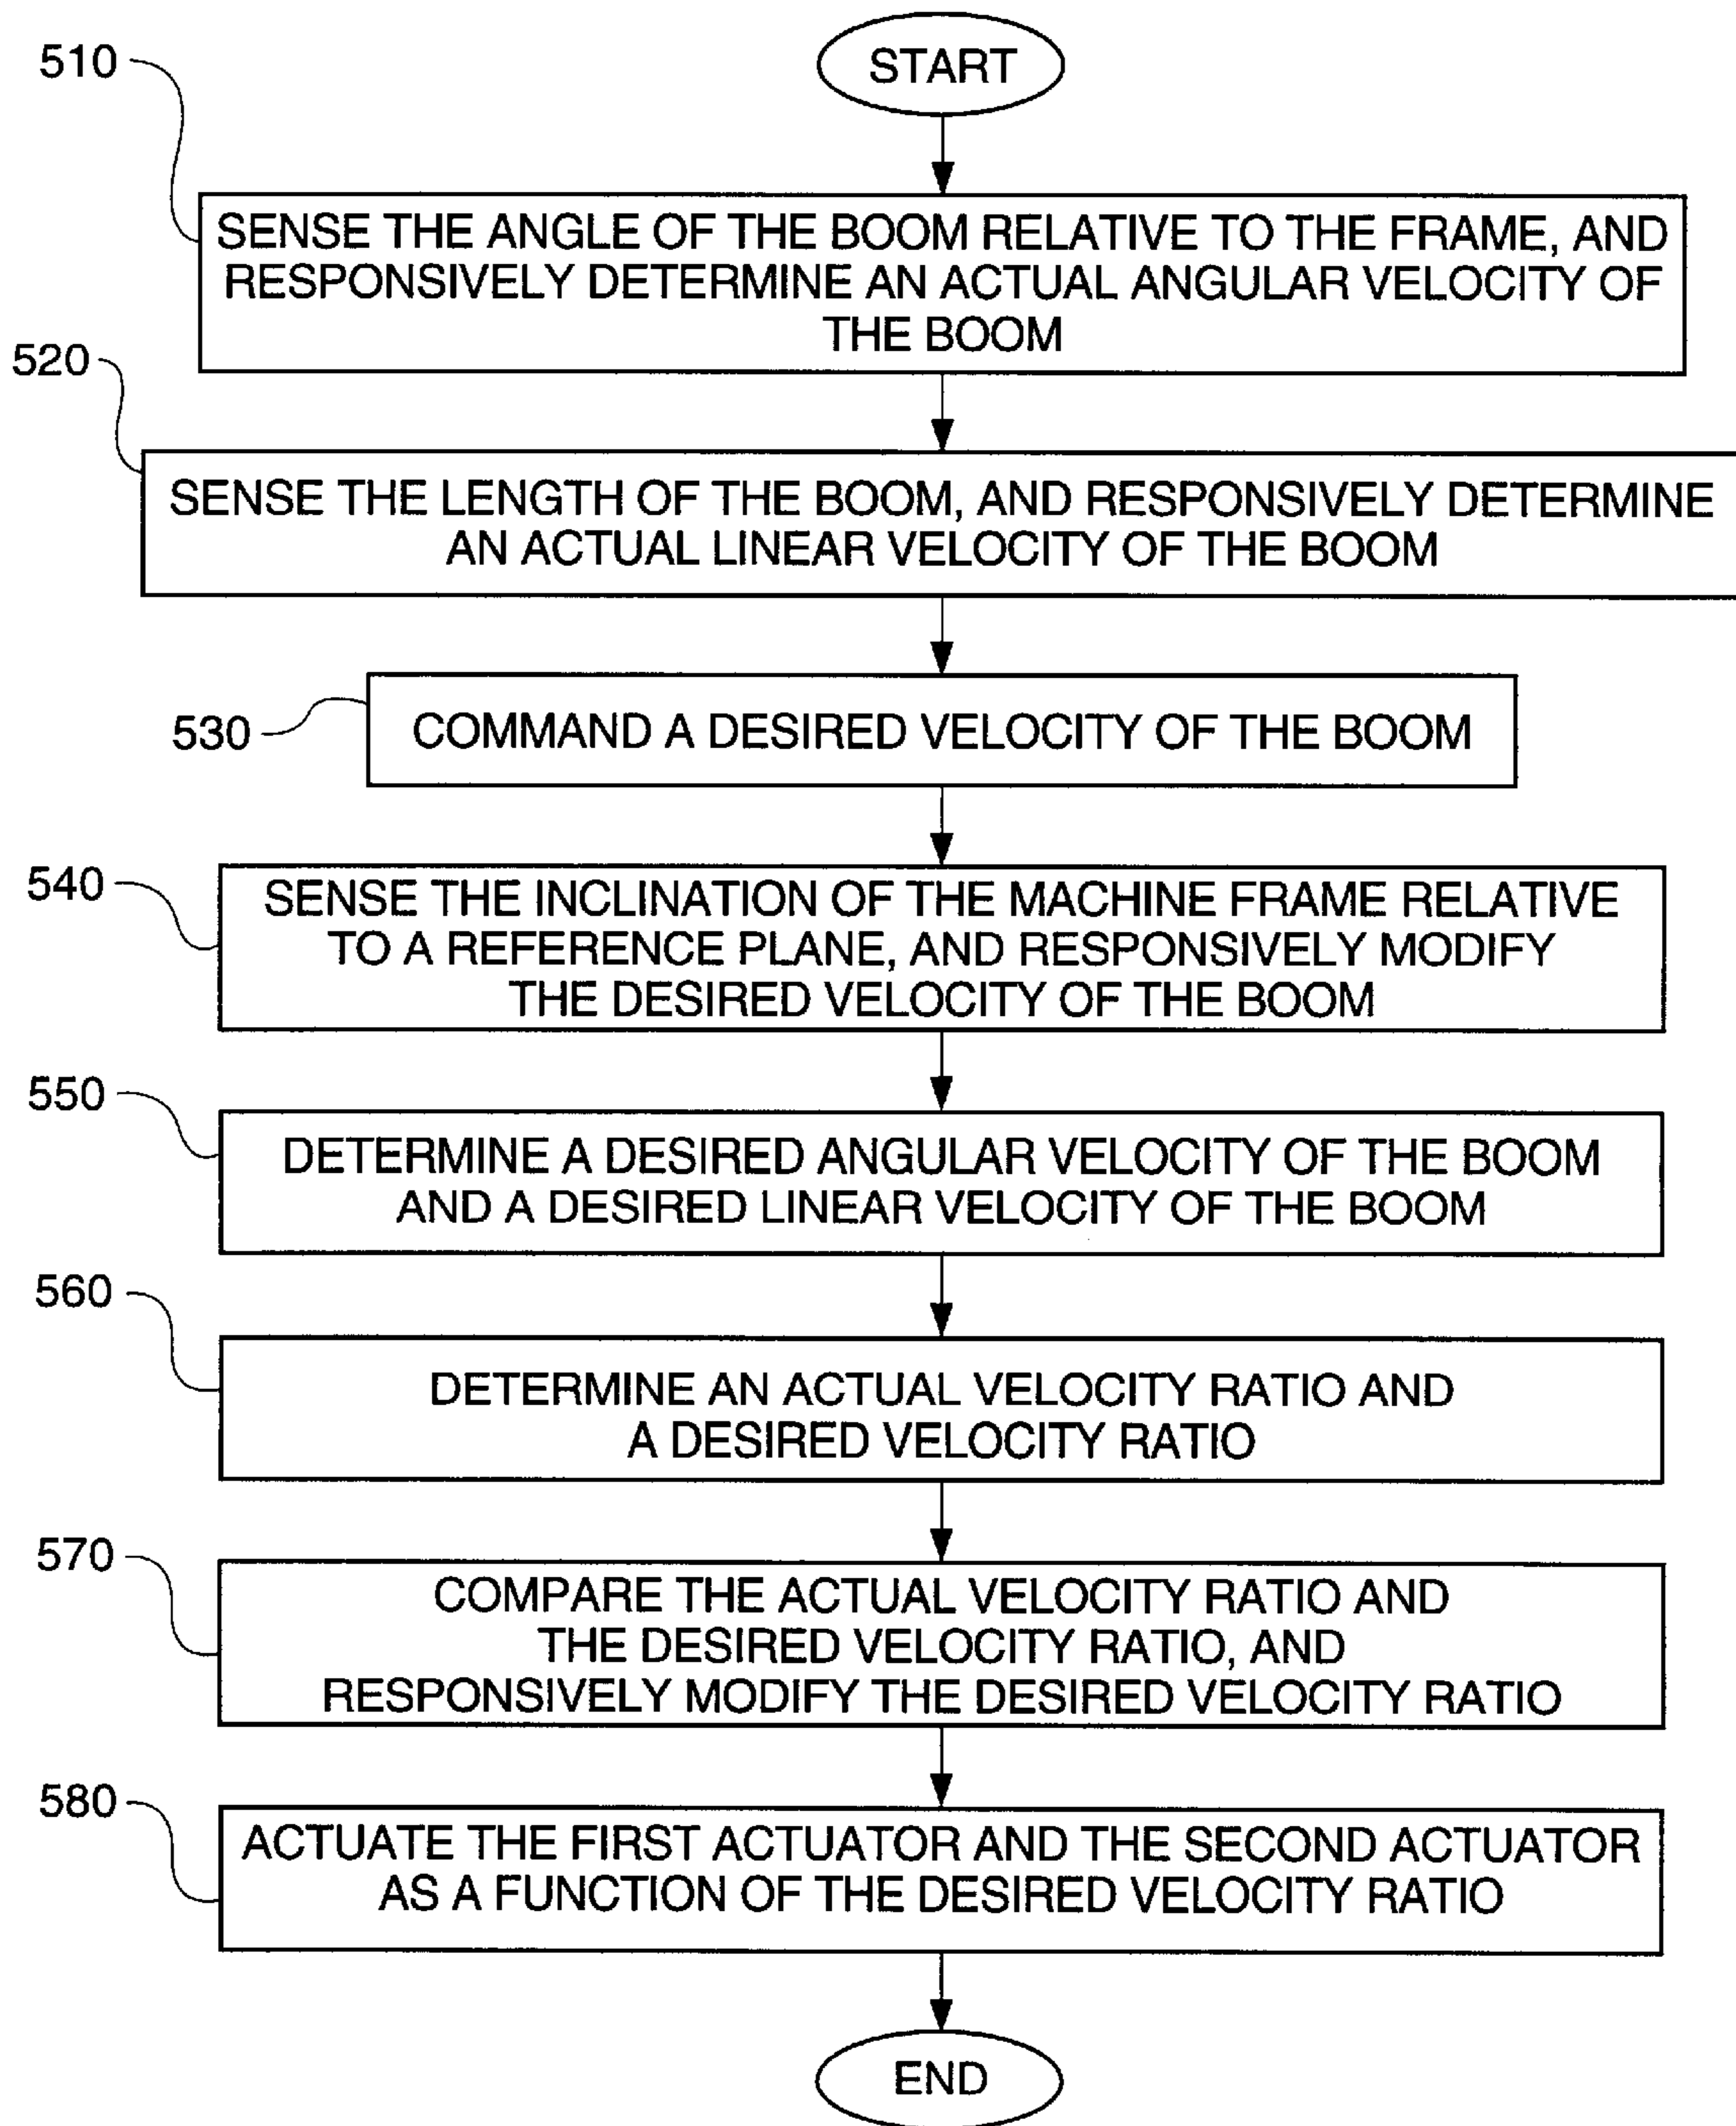 START
510
SENSE THE ANGLE OF THE BOOM RELATIVE TO THE FRAME, AND
RESPONSIVELY DETERMINE AN ACTUAL ANGULAR VELOCITY OF
THE BOOM
520
SENSE THE LENGTH OF THE BOOM, AND RESPONSIVELY DETERMINE
AN ACTUAL LINEAR VELOCITY OF THE BOOM
530
COMMAND A DESIRED VELOCITY OF THE BOOM
540
SENSE THE INCLINATION OF THE MACHINE FRAME RELATIVE
TO A REFERENCE PLANE, AND RESPONSIVELY MODIFY
THE DESIRED VELOCITY OF THE BOOM
550
DETERMINE A DESIRED ANGULAR VELOCITY OF THE BOOM
AND A DESIRED LINEAR VELOCITY OF THE BOOM
560
DETERMINE AN ACTUAL VELOCITY RATIO AND
A DESIRED VELOCITY RATIO
570
COMPARE THE ACTUAL VELOCITY RATIO AND
THE DESIRED VELOCITY RATIO, AND
RESPONSIVELY MODIFY THE DESIRED VELOCITY RATIO
580
ACTUATE THE FIRST ACTUATOR AND THE SECOND ACTUATOR
AS A FUNCTION OF THE DESIRED VELOCITY RATIO
END